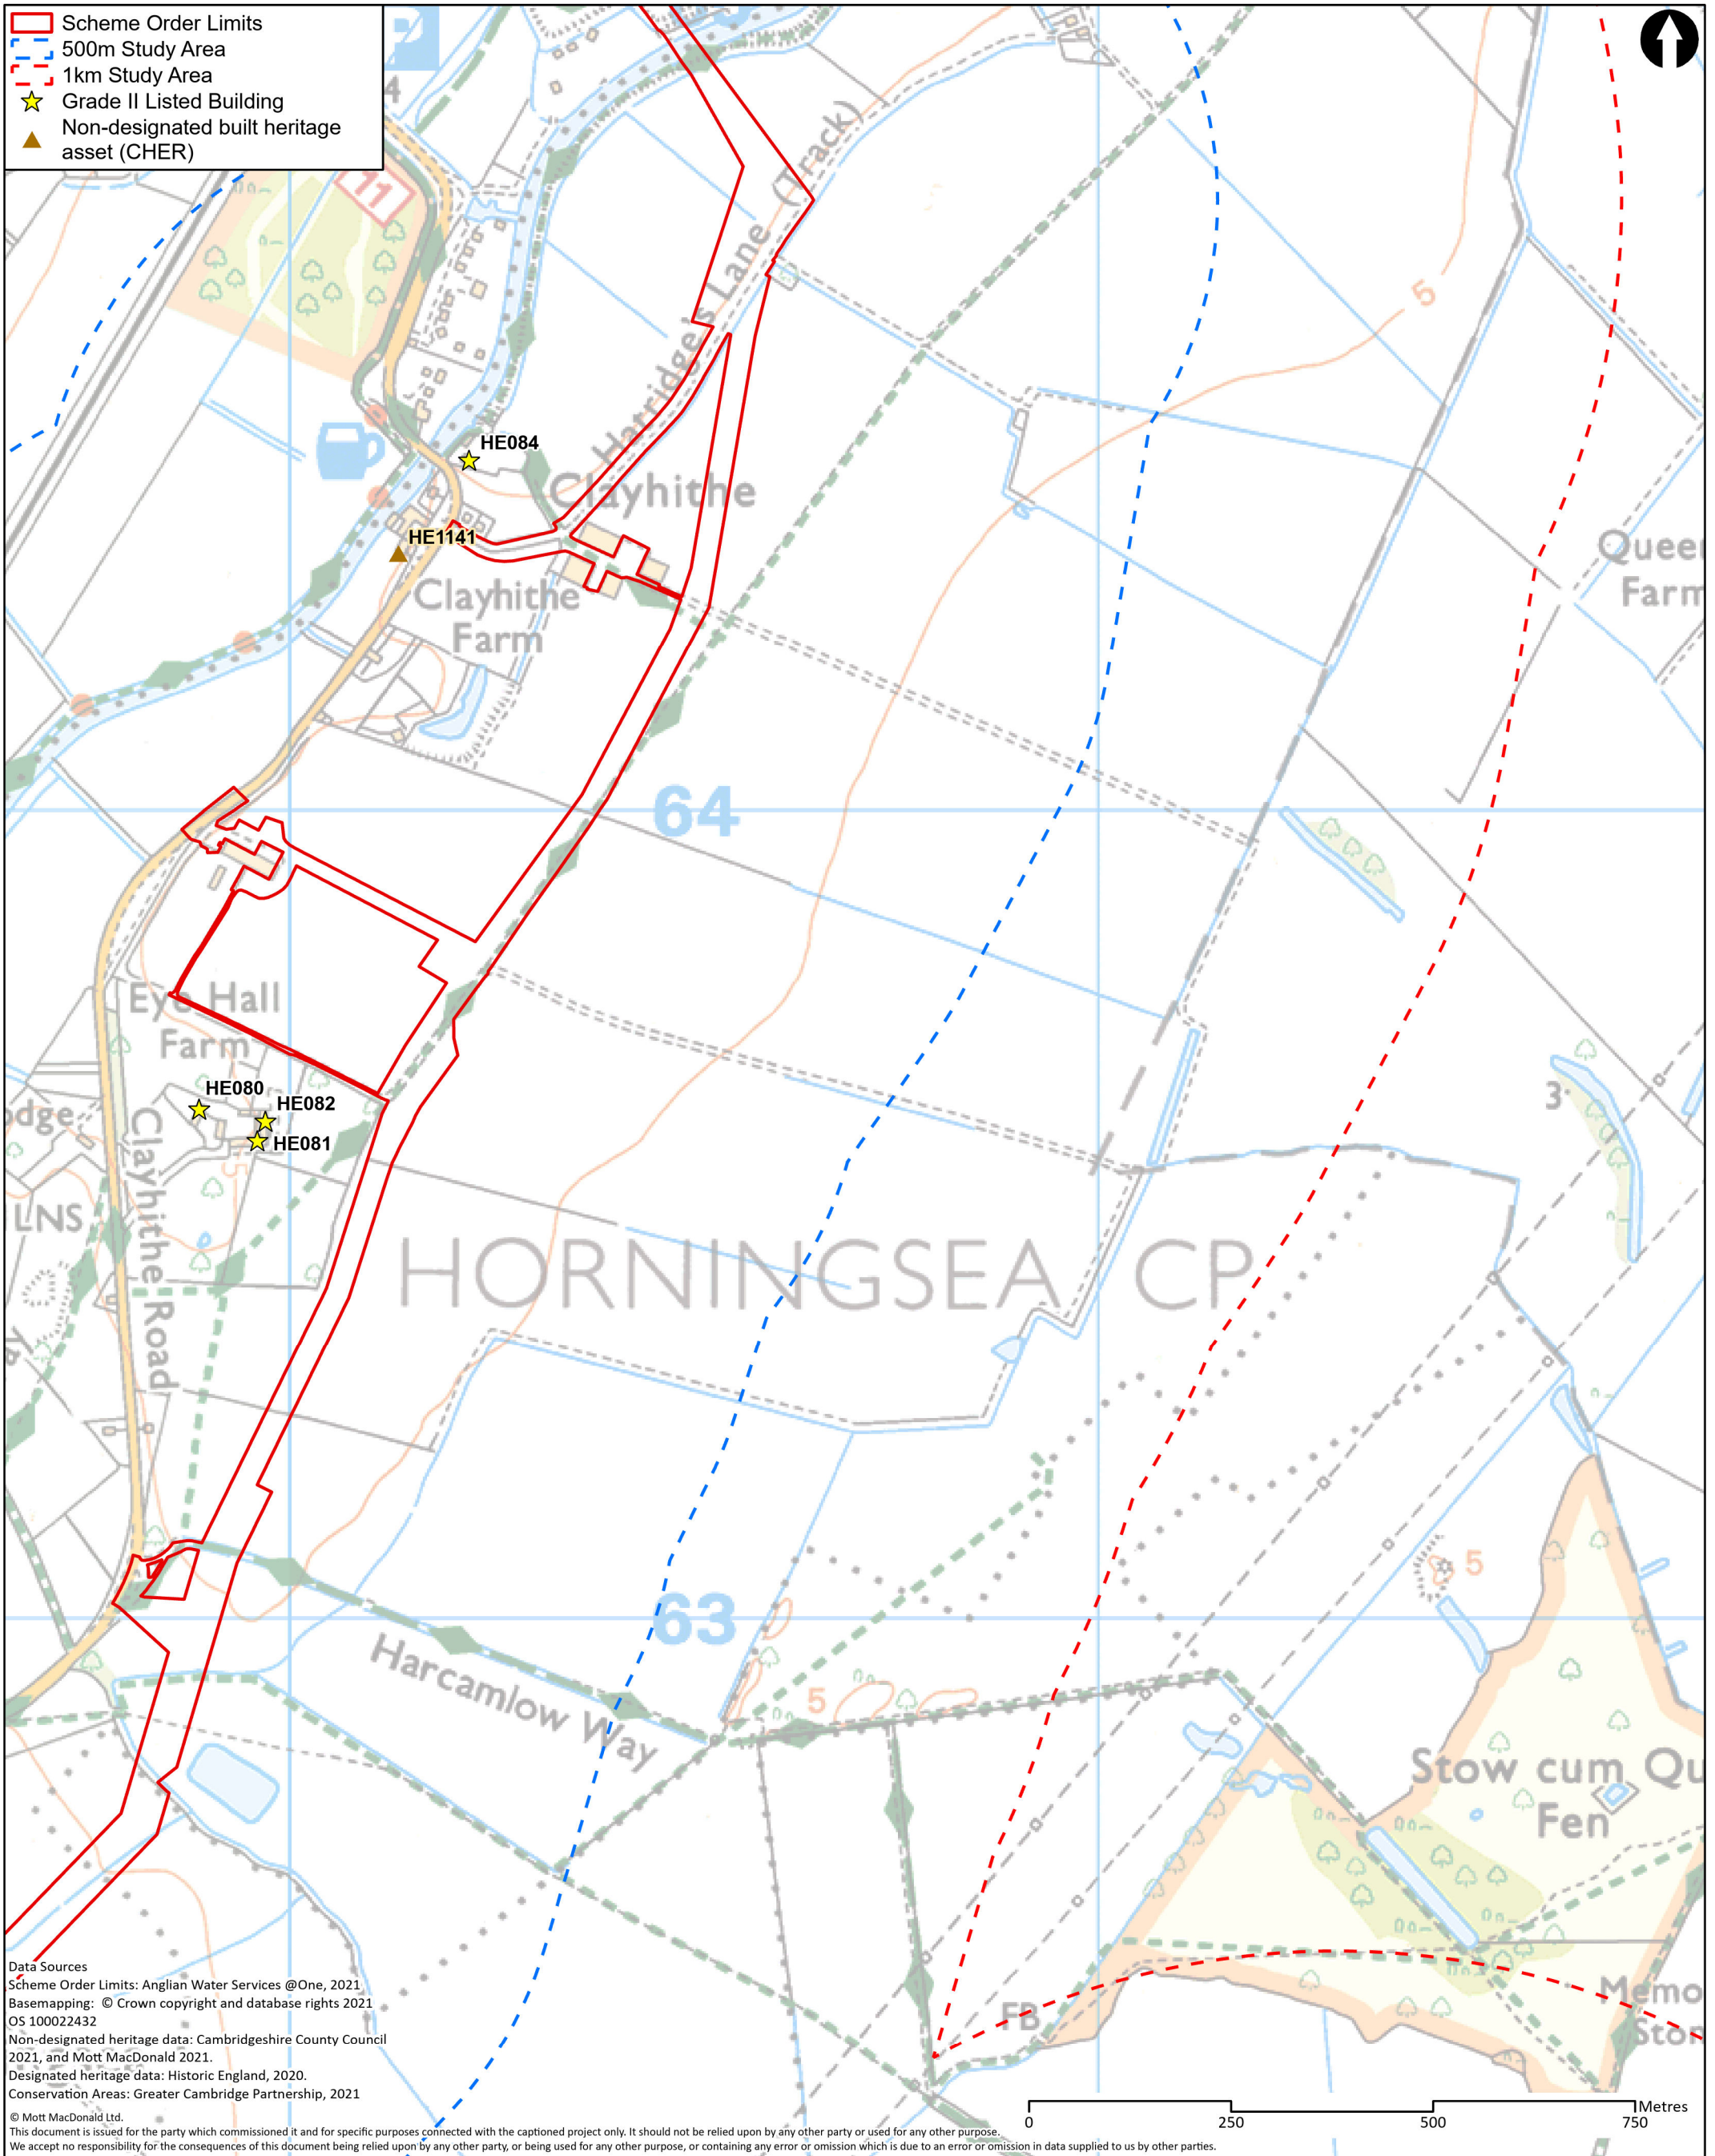 Scheme Order Limits
500m Study Area
1km Study Area
Grade II Listed Building
Non-designated built heritage
asset (CHER)
P
4
11
Hartridge's Lane (Track)
5
HE084
Clayhithe
HE1141
Clayhithe
Farm
Farm
64
Eye Hall
Farm
HE080
HE082
HE081
3
LNS
Clayhithe Road
HORNINGSEA CP
5
5
63
Harcamlow Way
5
Stow cum Qu
Fen
FB
Data Sources
Scheme Order Limits: Anglian Water Services @One, 2021
Basemapping: © Crown copyright and database rights 2021
OS 100022432
Non-designated heritage data: Cambridgeshire County Council
2021, and Mott MacDonald 2021.
Designated heritage data: Historic England, 2020.
Conservation Areas: Greater Cambridge Partnership, 2021
© Mott MacDonald Ltd.
This document is issued for the party which commissioned it and for specific purposes connected with the captioned project only. It should not be relied upon by any other party or used for any other purpose.
We accept no responsibility for the consequences of this document being relied upon by any other party, or being used for any other purpose, or containing any error or omission which is due to an error or omission in data supplied to us by other parties.
Metres
0 250 500 750